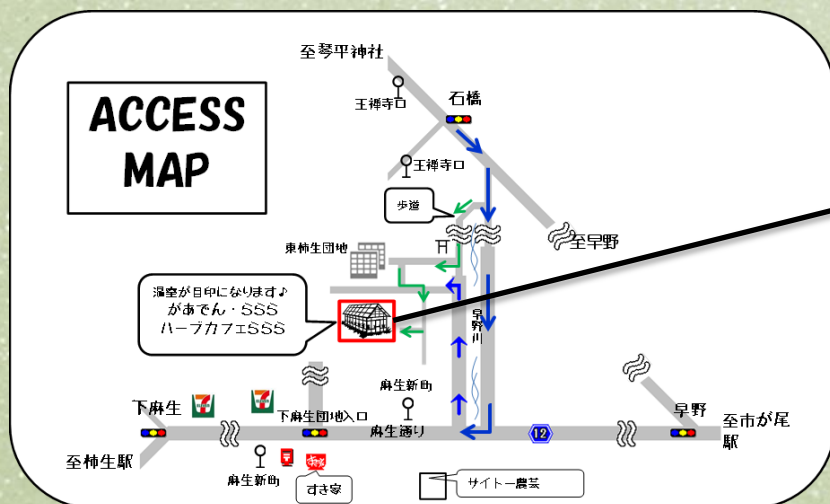 至琴平神社
ACCESS
MAP
王禅寺口
石橋
王禅寺口
歩道
至早野
東柿生団地
温室が目印になります♪
があでん・SSS
ハーブカフェSSS
早野川
麻生新町
下麻生
下麻生団地入口
麻生通り
12
早野
至市が尾
駅
至柿生駅
麻生新町
すき家
サイトー農芸